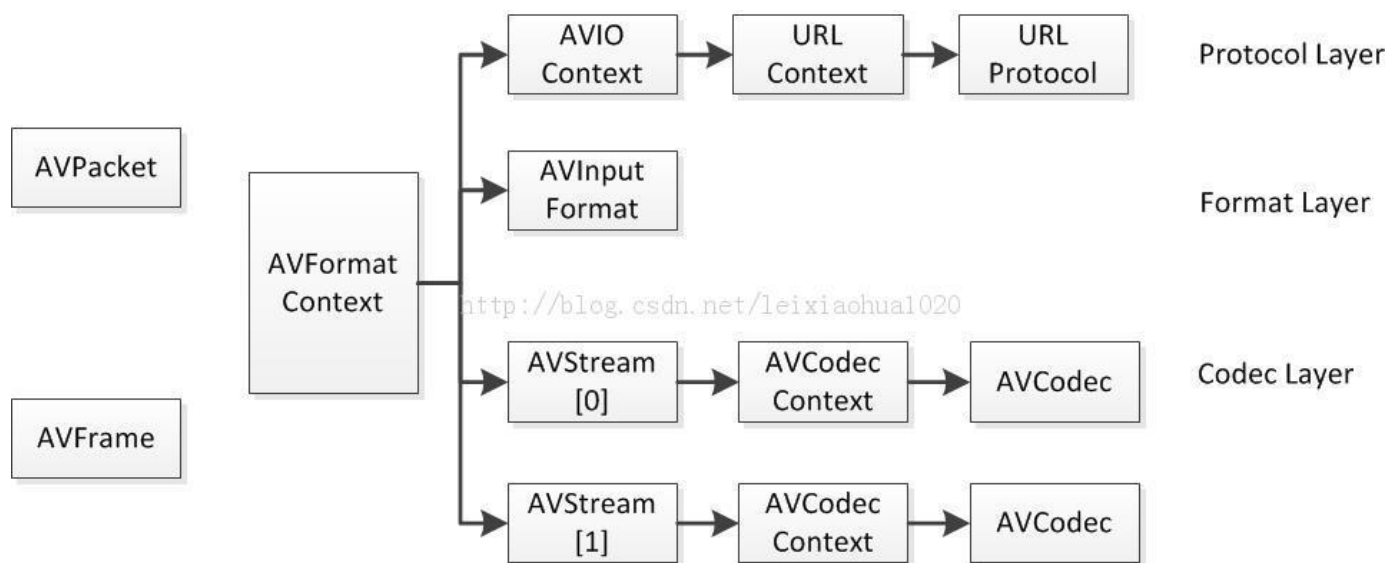 AVIO
Context
URL
Context
URL
Protocol
Protocol Layer
AVPacket
AVInput
Format
Format Layer
AVFormat
Context
http://blog.csdn.net/leixiaohua1020
AVStream
[0]
AVCodec
Context
AVCodec
Codec Layer
AVFrame
AVStream
[1]
AVCodec
Context
AVCodec